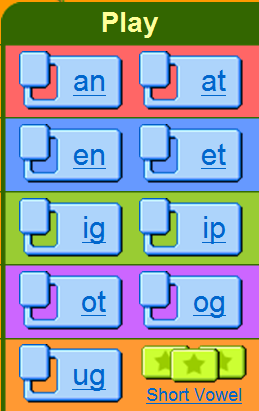 Play
an at
en et
ig ip
ot og
ug
Short Vowel